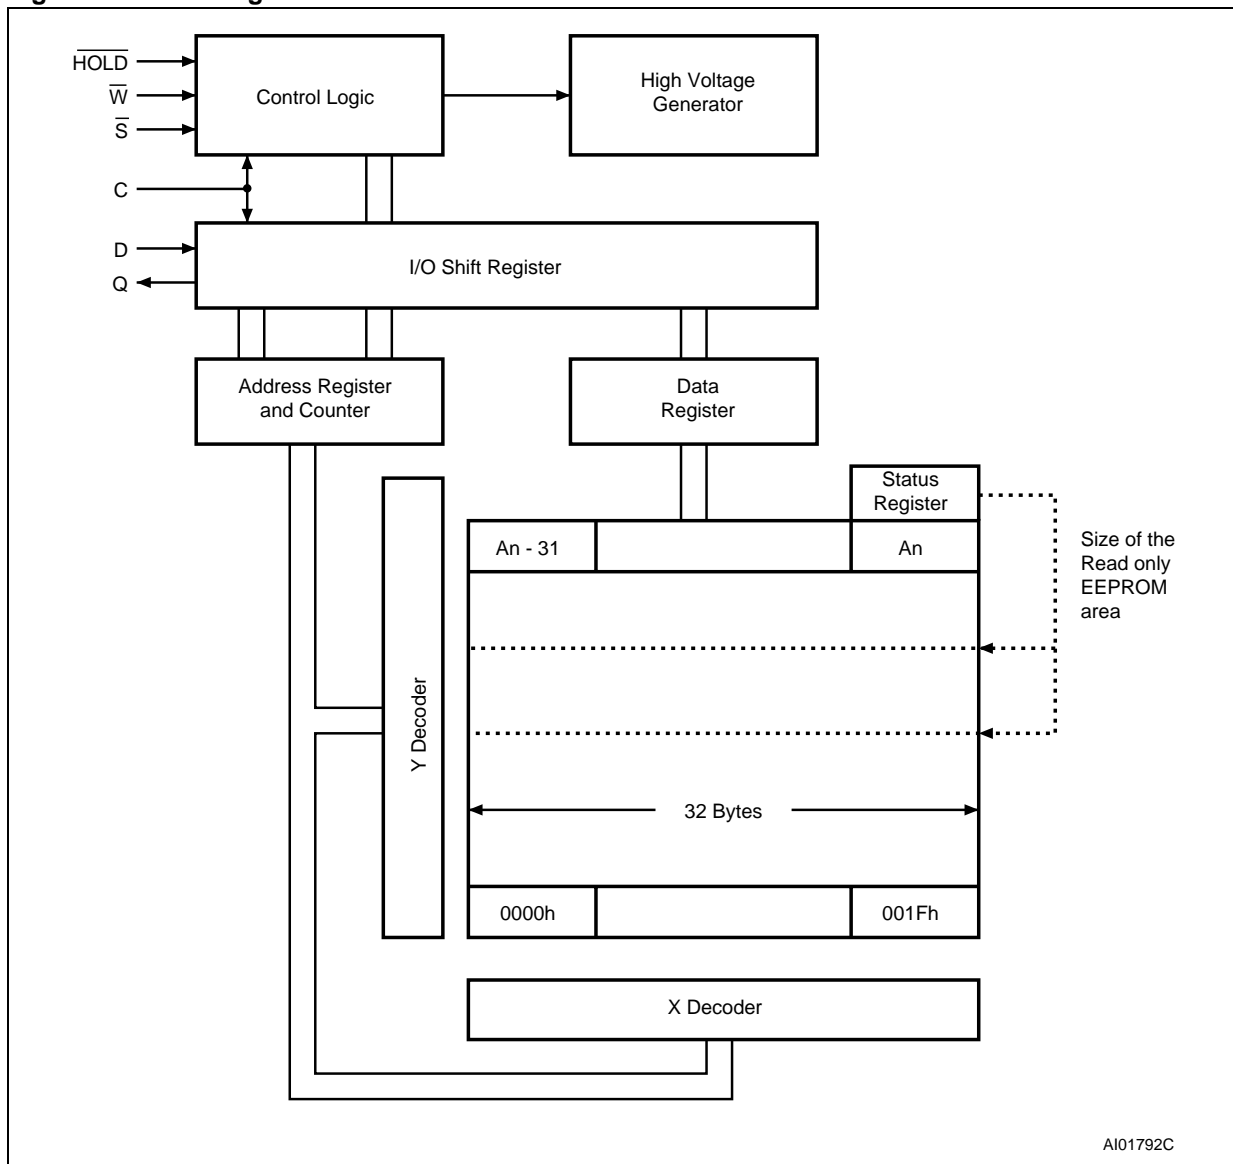 HOLD
W
S
C
D
Q
Control Logic
High Voltage
Generator
I/O Shift Register
Address Register
and Counter
Data
Register
Status
Register
An - 31
An
Size of the
Read only
EEPROM
area
Y Decoder
32 Bytes
0000h
001Fh
X Decoder
AI01792C